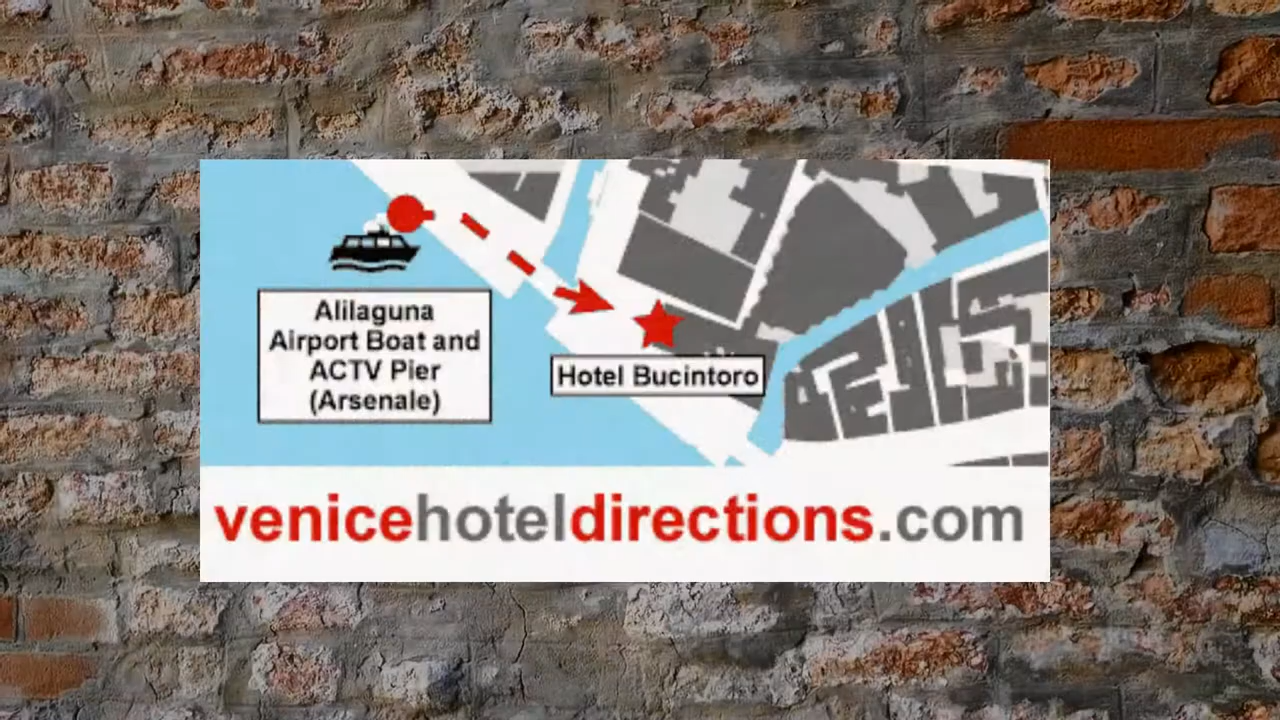 Alilaguna
Airport Boat and
ACTV Pier
(Arsenale)
Hotel Bucintoro
venicehoteldirections.com